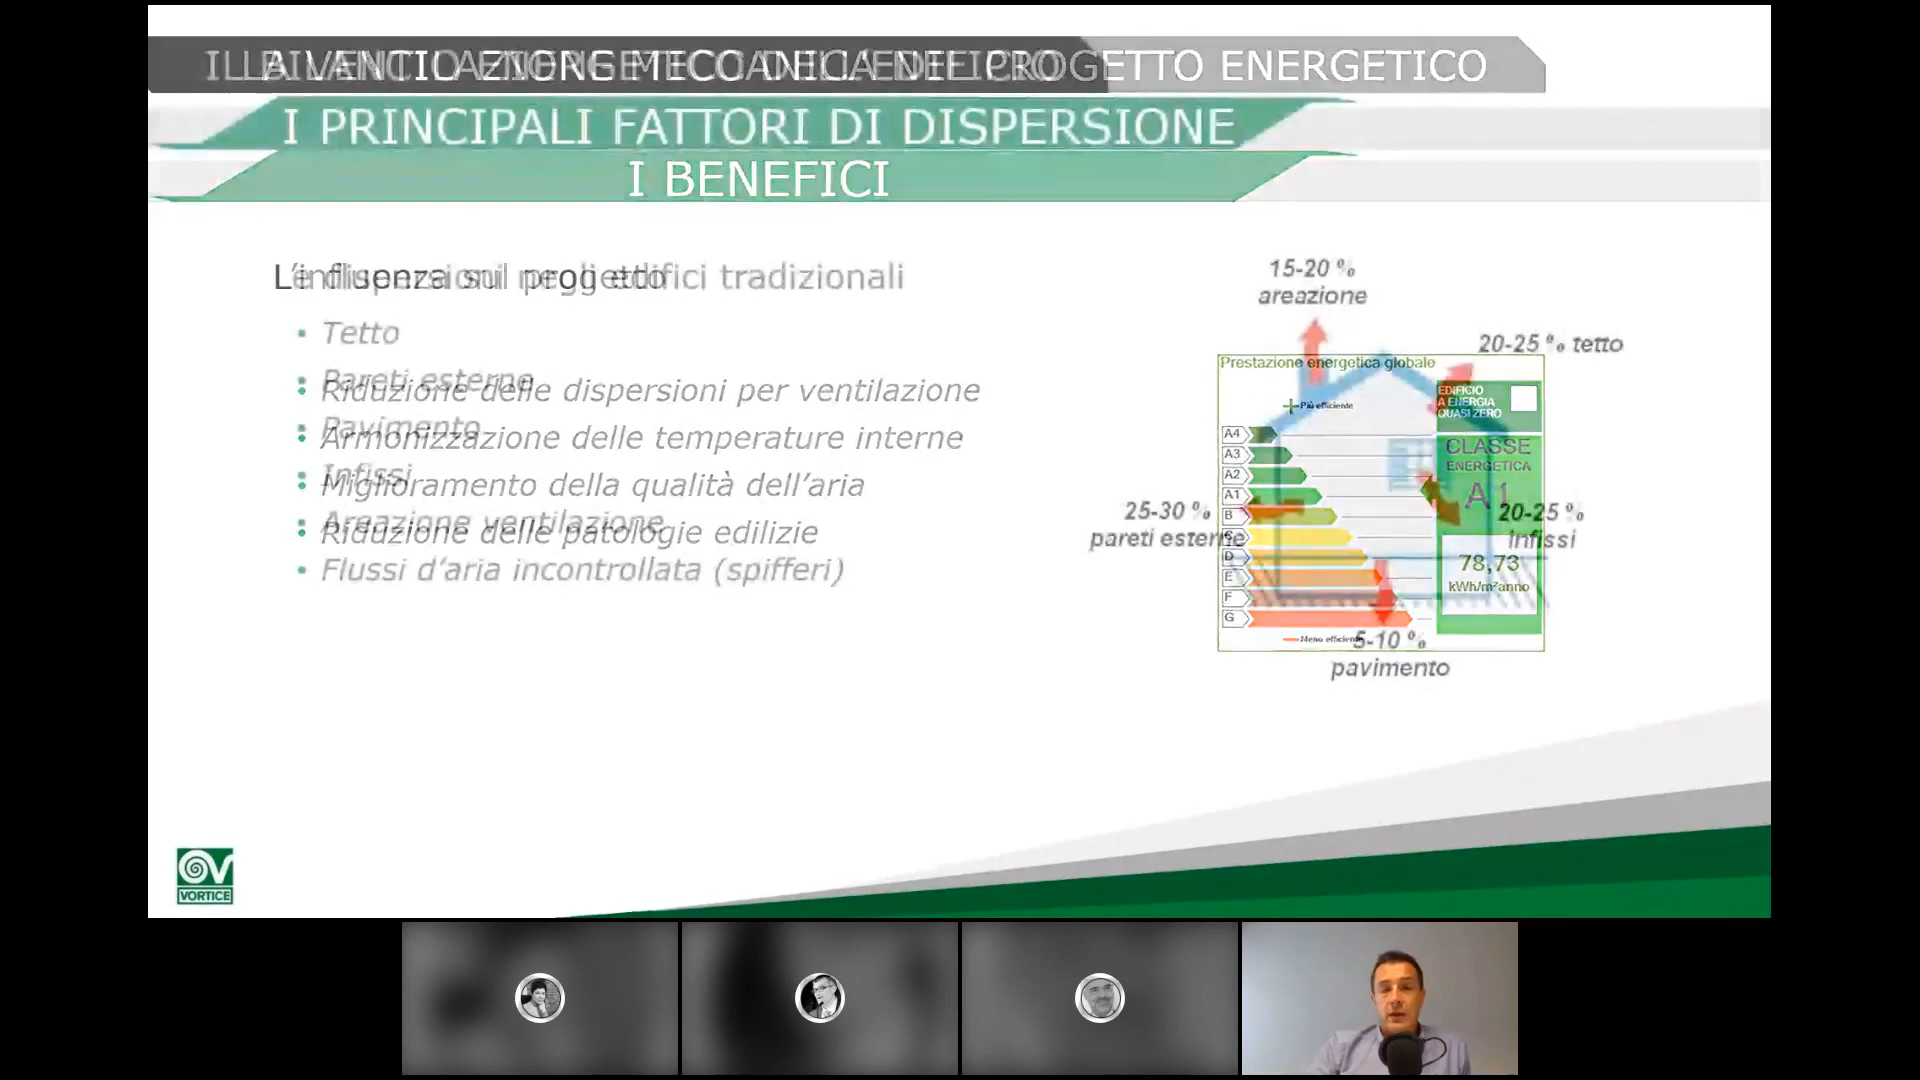 LA VENTILAZIONE MECCANICA NEL PROGETTO ENERGETICO
I PRINCIPALI FATTORI DI DISPERSIONE
I BENEFICI
L'influenza sul progetto
edifici tradizionali
Tetto
Pareti esterne
Riduzione delle dispersioni per ventilazione
Pavimento
Armonizzazione delle temperature interne
Infissi
Miglioramento della qualità dell'aria
Areazione ventilazione
Riduzione delle patologie edilizie
Flussi d'aria incontrollata (spifferi)
15-20 %
areazione
20-25 % tetto
Prestazione energetica globale
Più efficiente
EDIFICIO
A ENERGIA
QUASI ZERO
A4
A3
A2
A1
B
C
D
E
F
G
CLASSE
ENERGETICA
A1
25-30 %
pareti esterne
20-25 %
infissi
78,73
kWh/m²anno
Meno efficiente
5-10 %
pavimento
VORTICE